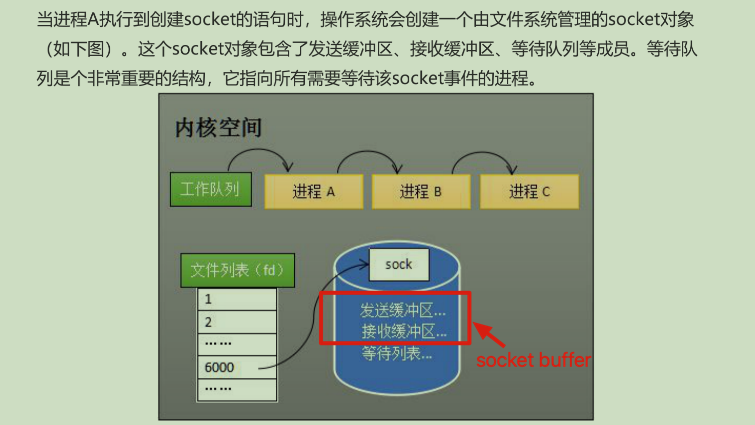 当进程A执行到创建socket的语句时，操作系统会创建一个由文件系统管理的socket对象
（如下图）。这个socket对象包含了发送缓冲区、接收缓冲区、等待队列等成员。等待队
列是个非常重要的结构，它指向所有需要等待该socket事件的进程。
内核空间
工作队列
进程 A
进程 B
进程 C
文件列表（fd）
sock
1
2
……
6000
……
发送缓冲区...
接收缓冲区...
等待列表...
socket buffer